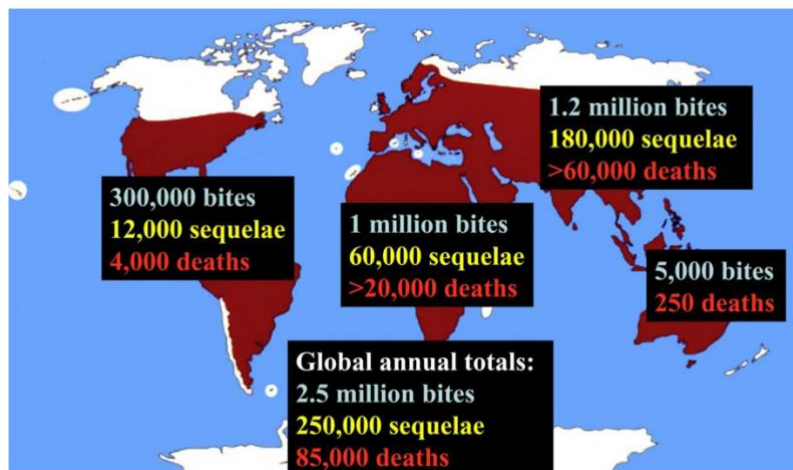 1.2 million bites
180,000 sequelae
>60,000 deaths
300,000 bites
12,000 sequelae
4,000 deaths
1 million bites
60,000 sequelae
>20,000 deaths
5,000 bites
250 deaths
Global annual totals:
2.5 million bites
250,000 sequelae
85,000 deaths